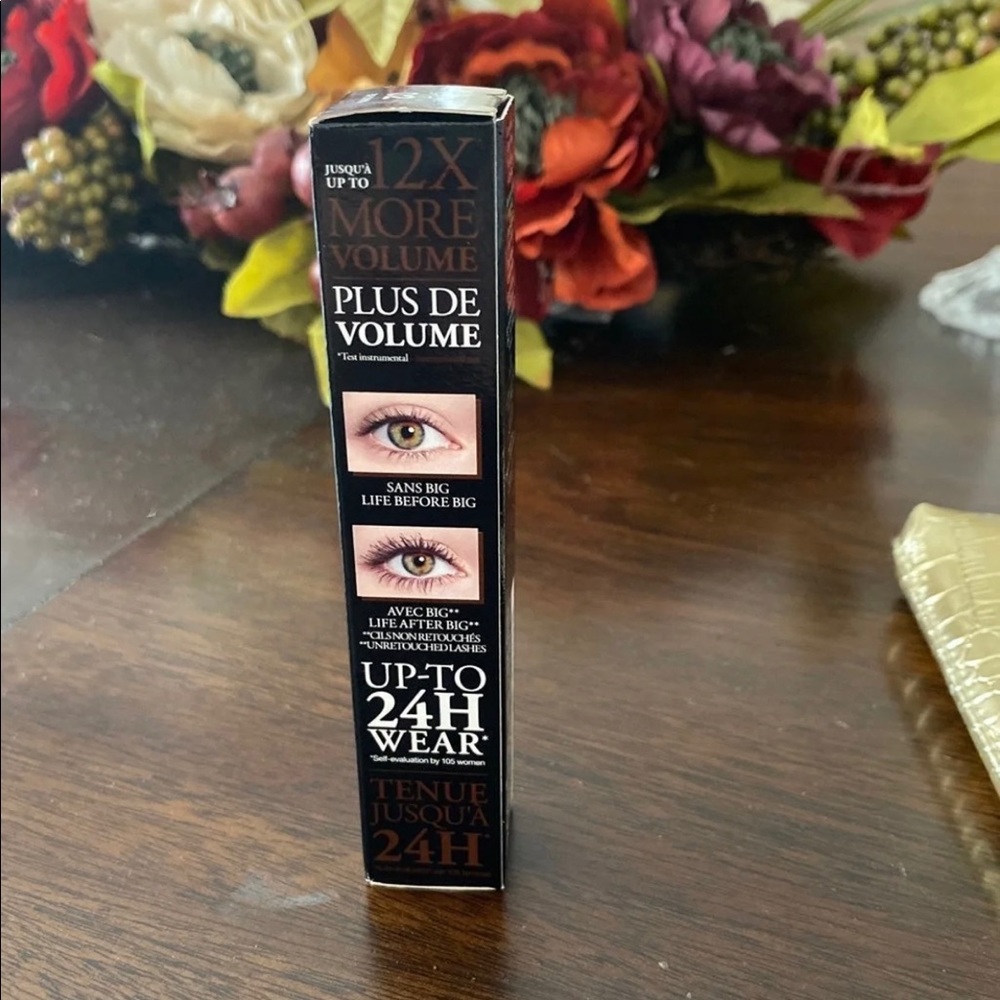 JUSQU'À
UP TO 12X
MORE
VOLUME
PLUS DE
VOLUME
*Test instrumental
SANS BIG
LIFE BEFORE BIG
AVEC BIG**
LIFE AFTER BIG**
**CILS NON RETOUCHÉS
**UNRETOUCHED LASHES
UP-TO
24H
WEAR*
*Self-evaluation by 105 women
TENUE
JUSQU'À
24H*